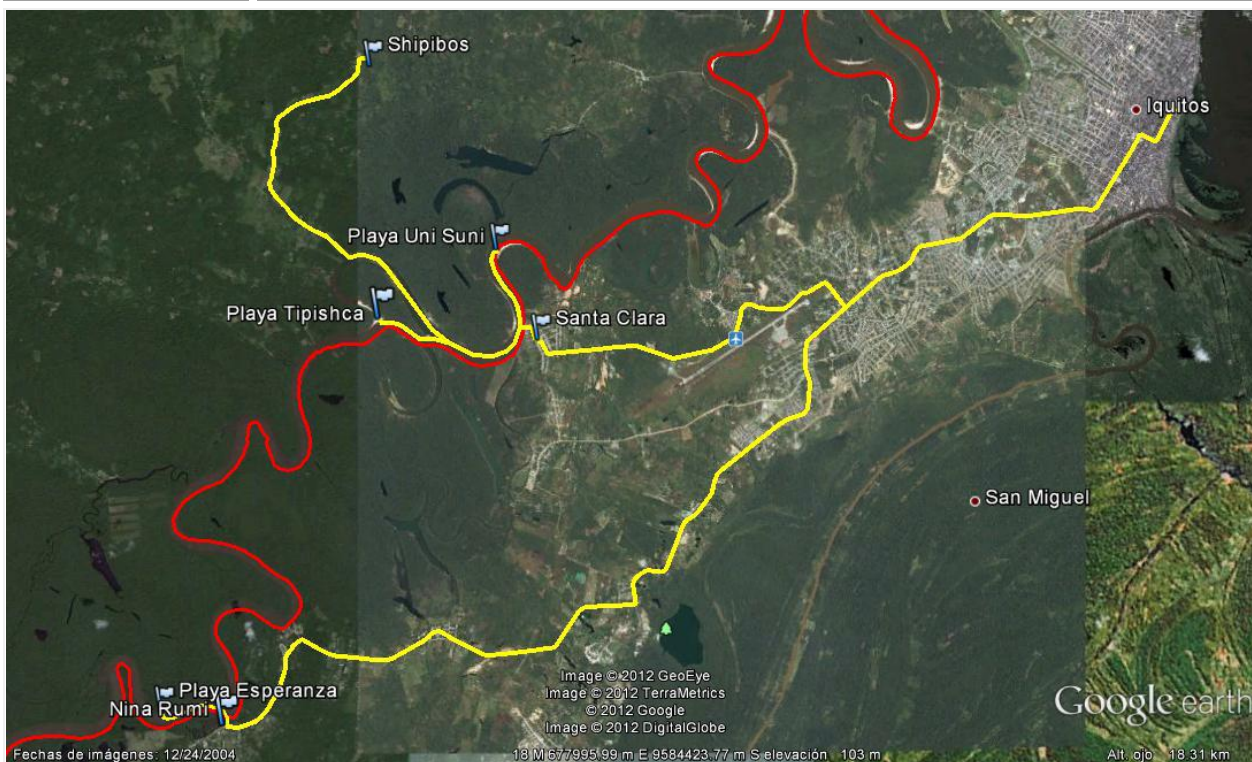 Shipibos
Iquitos
Playa Uni Suni
Playa Tipishca
Santa Clara
San Miguel
Playa Esperanza
Nina Rumi
Image © 2012 GeoEye
Image © 2012 TerraMetrics
© 2012 Google
Image © 2012 DigitalGlobe
Google earth
Fechas de imágenes: 12/24/2004
18 M 677995.99 m E 9584423.77 m S elevación 103 m
Alt. ojo 18.31 km